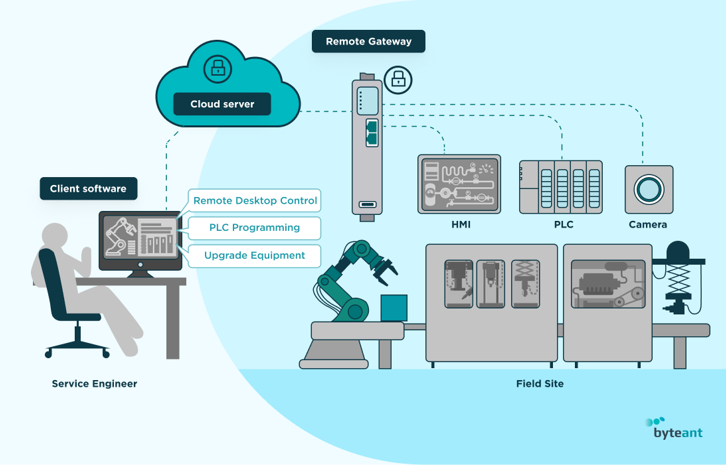 Remote Gateway
Cloud server
Client software
Remote Desktop Control
PLC Programming
Upgrade Equipment
HMI
PLC
Camera
Service Engineer
Field Site
byteant